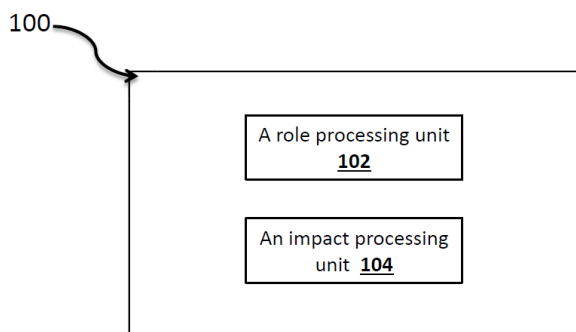 100
A role processing unit
102
An impact processing
unit 104